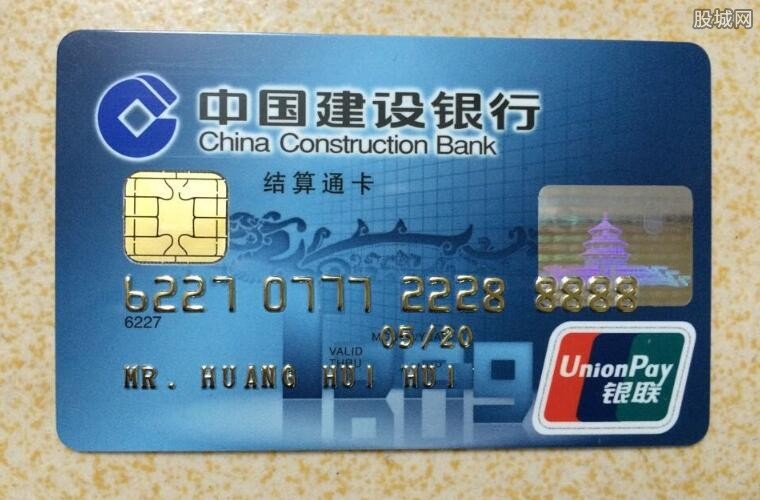 股城网
中国建设银行
China Construction Bank
结算通卡
6227 0777 2228 8888
6227
05/20
VALID
THRU
MR. HUANG HUI HUI
UnionPay
银联